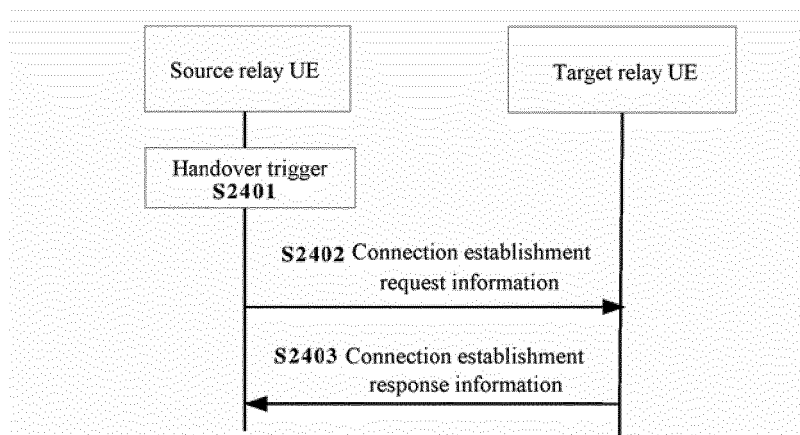 Source relay UE
Target relay UE
Handover trigger
S2401
S2402 Connection establishment
request information
S2403 Connection establishment
response information